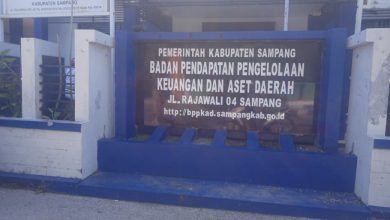 KABUPATEN SAMPANG
PEMERINTAH KABUPATEN SAMPANG
BADAN PENDAPATAN PENGELOLAAN
KEUANGAN DAN ASET DAERAH
JL. RAJAWALI 04 SAMPANG
http://bppkad.sampangkab.go.id